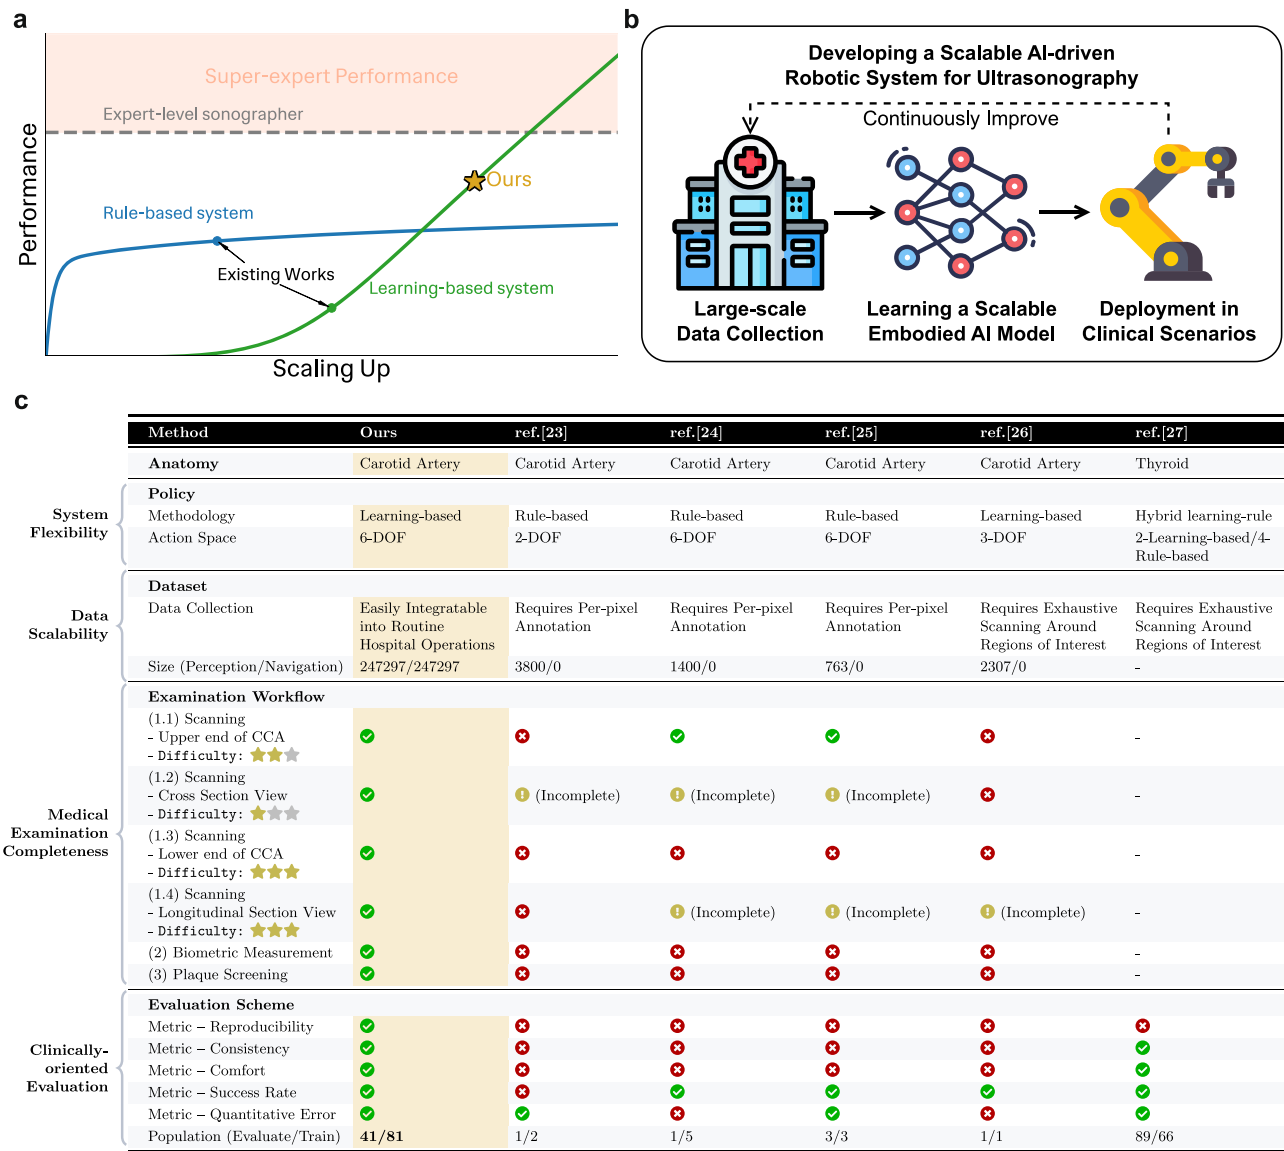 a
Super-expert Performance
Expert-level sonographer
Ours
Rule-based system
Existing Works
Learning-based system
Performance
Scaling Up
b
Developing a Scalable AI-driven
Robotic System for Ultrasonography
Continuously Improve
Large-scale
Data Collection
Learning a Scalable
Embodied AI Model
Deployment in
Clinical Scenarios
c
Method Ours ref.[23] ref.[24] ref.[25] ref.[26] ref.[27]
Anatomy Carotid Artery Carotid Artery Carotid Artery Carotid Artery Carotid Artery Thyroid
System
Flexibility
Policy
Methodology Learning-based Rule-based Rule-based Rule-based Learning-based Hybrid learning-rule
Action Space 6-DOF 2-DOF 6-DOF 6-DOF 3-DOF 2-Learning-based/4-
Rule-based
Data
Scalability
Dataset
Data Collection Easily Integratable Requires Per-pixel Requires Per-pixel Requires Per-pixel Requires Exhaustive Requires Exhaustive
into Routine Annotation Annotation Annotation Scanning Around Scanning Around
Hospital Operations Regions of Interest Regions of Interest
Size (Perception/Navigation) 247297/247297 3800/0 1400/0 763/0 2307/0 -
Medical
Examination
Completeness
Examination Workflow
(1.1) Scanning
- Upper end of CCA -
- Difficulty:
(1.2) Scanning
- Cross Section View (Incomplete) (Incomplete) (Incomplete) -
- Difficulty:
(1.3) Scanning
- Lower end of CCA -
- Difficulty:
(1.4) Scanning
- Longitudinal Section View (Incomplete) (Incomplete) (Incomplete) -
- Difficulty:
(2) Biometric Measurement -
(3) Plaque Screening -
Clinically-
oriented
Evaluation
Evaluation Scheme
Metric – Reproducibility
Metric – Consistency
Metric – Comfort
Metric – Success Rate
Metric – Quantitative Error
Population (Evaluate/Train) 41/81 1/2 1/5 3/3 1/1 89/66